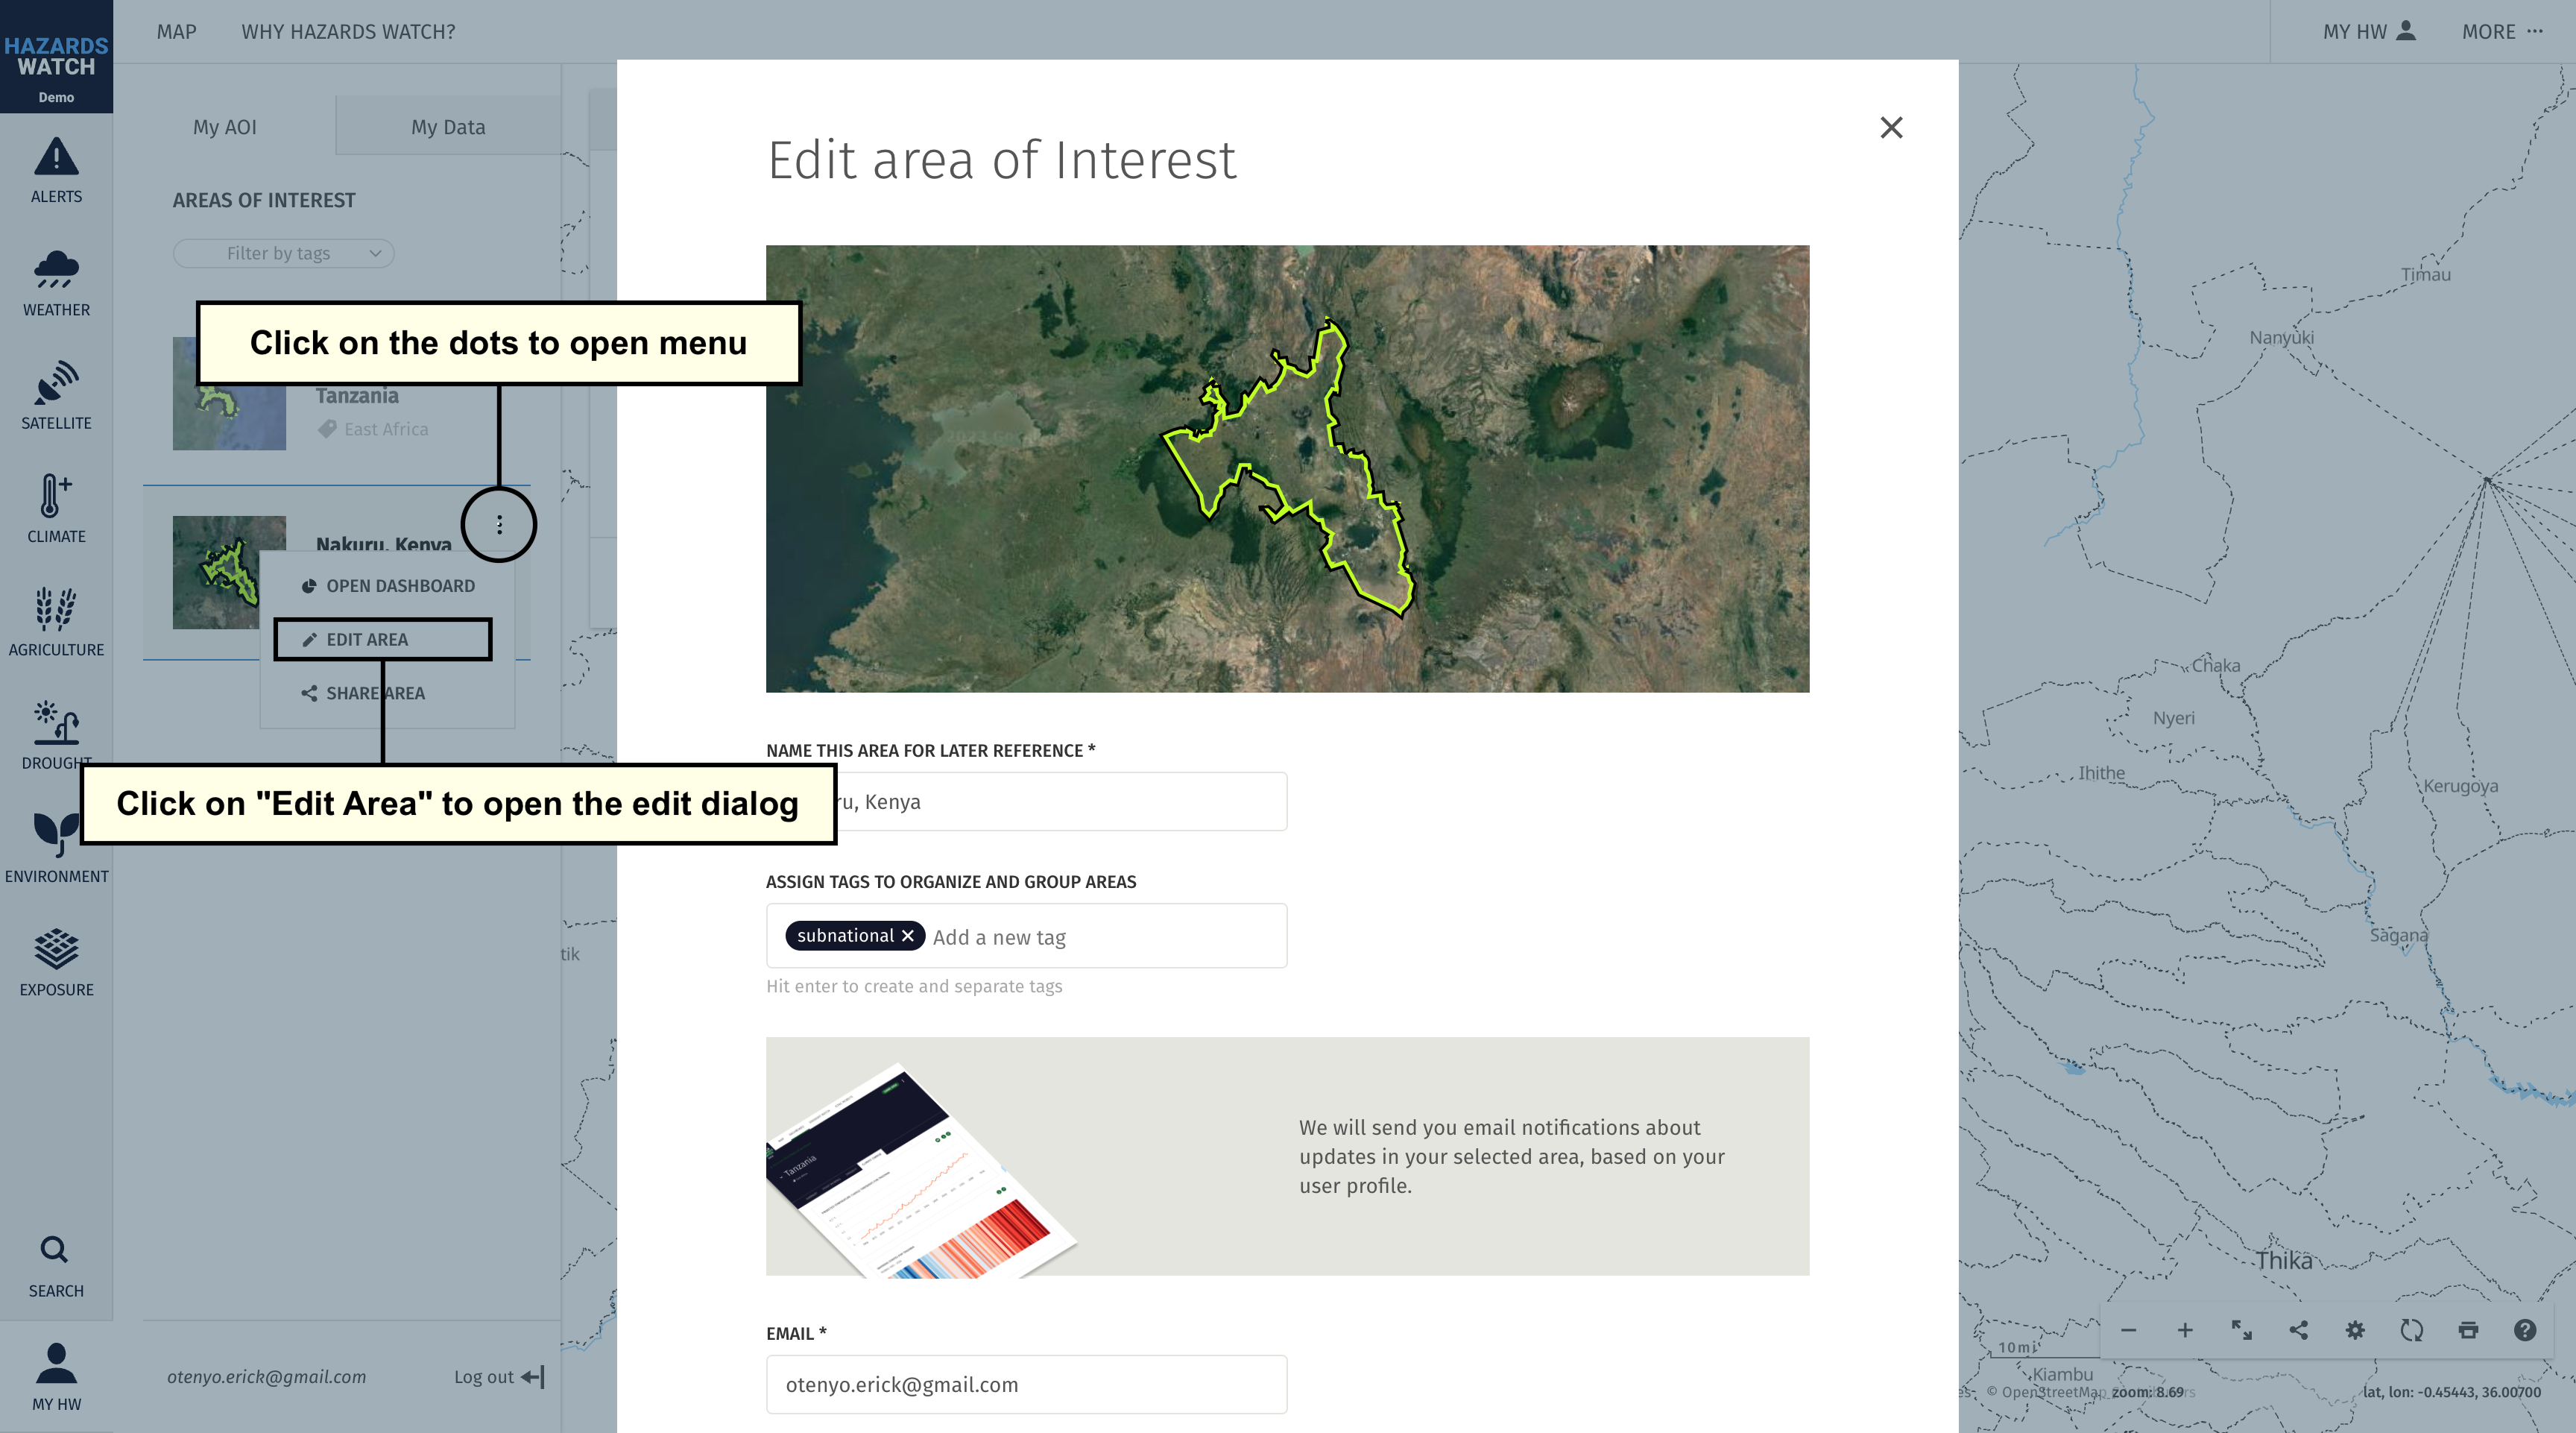 HAZARDS
WATCH
Demo
MAP
WHY HAZARDS WATCH?
MY HW
MORE
ALERTS
WEATHER
SATELLITE
CLIMATE
AGRICULTURE
DROUGHT
ENVIRONMENT
EXPOSURE
SEARCH
MY HW
My AOI
My Data
AREAS OF INTEREST
Filter by tags
Click on the dots to open menu
Tanzania
East Africa
Nakuru, Kenya
OPEN DASHBOARD
EDIT AREA
SHARE AREA
Click on "Edit Area" to open the edit dialog
otenyo.erick@gmail.com
Log out
tik
Edit area of Interest
NAME THIS AREA FOR LATER REFERENCE *
ru, Kenya
ASSIGN TAGS TO ORGANIZE AND GROUP AREAS
subnational
Add a new tag
Hit enter to create and separate tags
Tanzania
We will send you email notifications about
updates in your selected area, based on your
user profile.
EMAIL *
otenyo.erick@gmail.com
Timau
Nanyuki
Chaka
Nyeri
Ihithe
Kerugoya
Sagana
Thika
10mi
Kiambu
© OpenStreetMap
zoom: 8.69
lat, lon: -0.45443, 36.00700